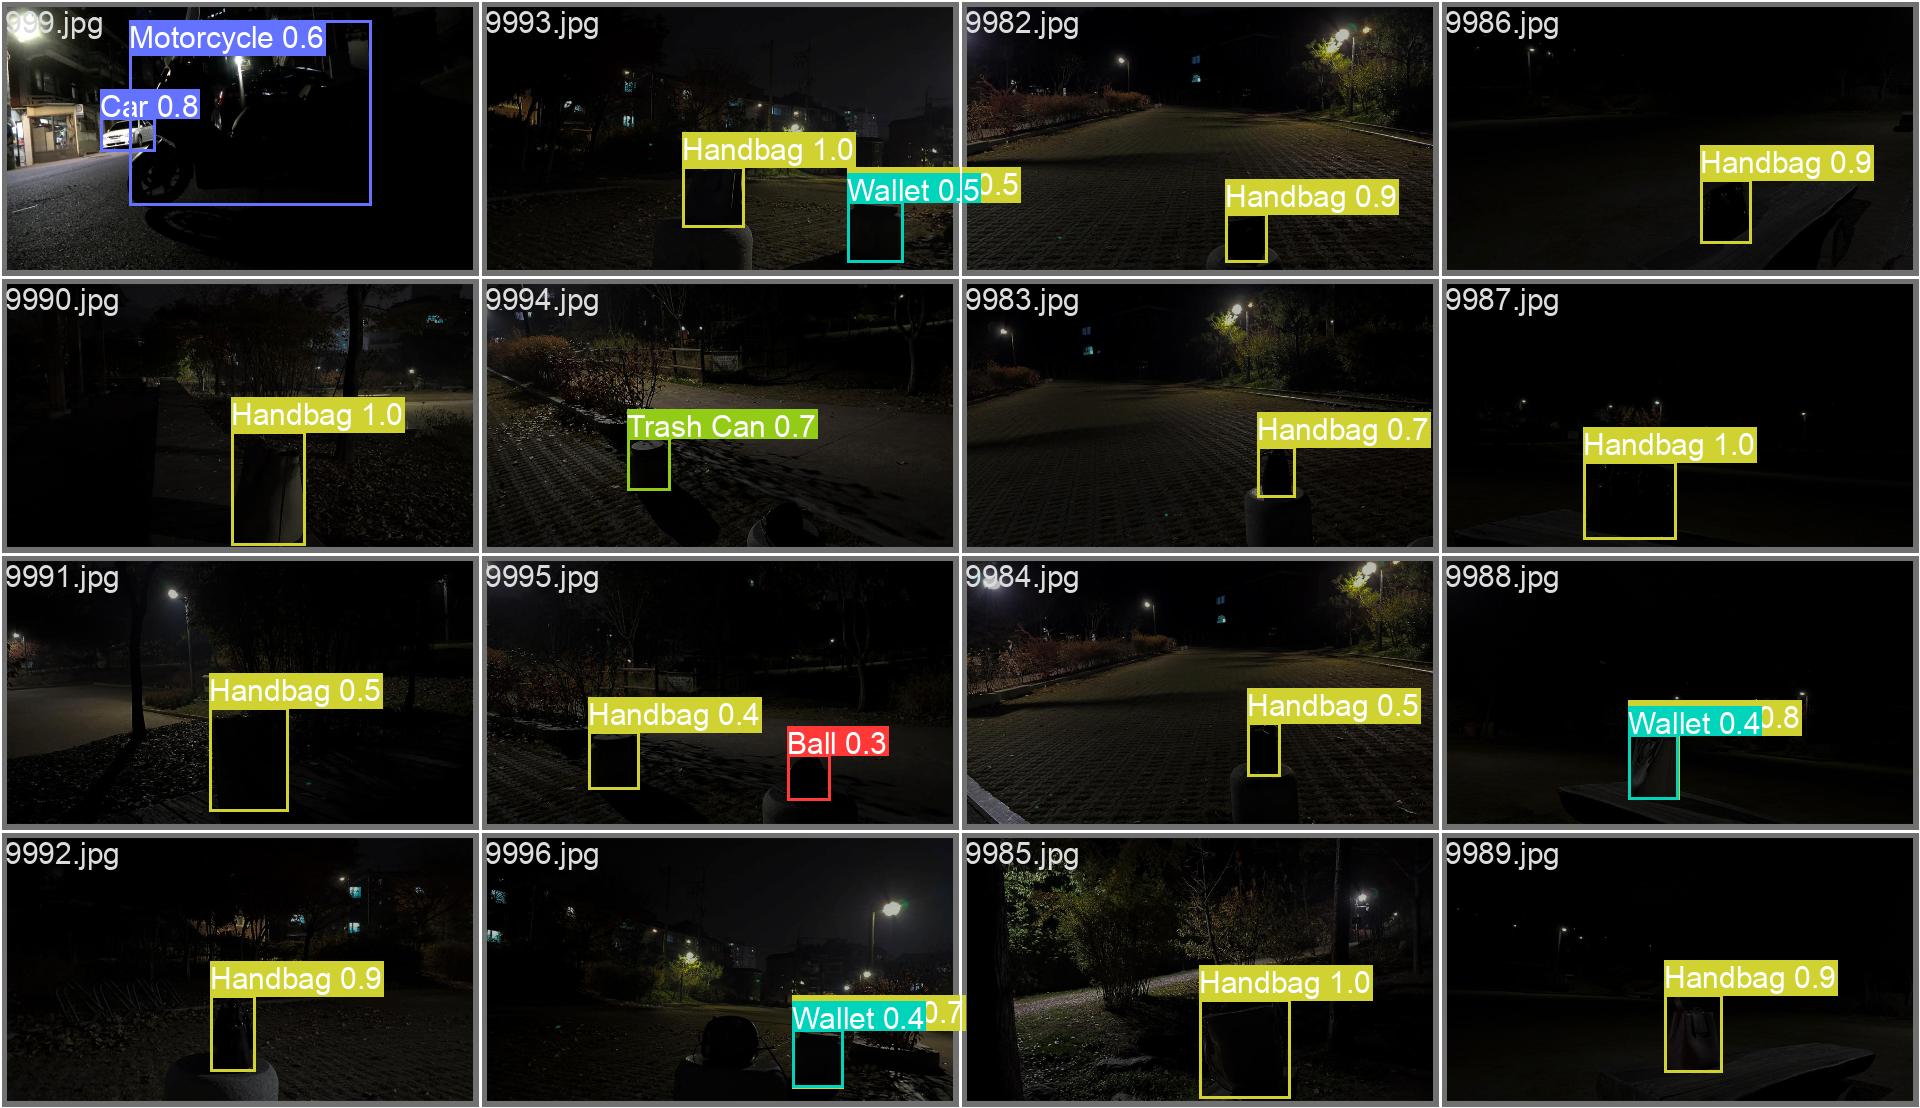 999.jpg
Motorcycle 0.6
Car 0.8
9993.jpg
Handbag 1.0
Wallet 0.5
0.5
9982.jpg
Handbag 0.9
9986.jpg
Handbag 0.9
9990.jpg
Handbag 1.0
9994.jpg
Trash Can 0.7
9983.jpg
Handbag 0.7
9987.jpg
Handbag 1.0
9991.jpg
Handbag 0.5
9995.jpg
Handbag 0.4
Ball 0.3
9984.jpg
Handbag 0.5
9988.jpg
Wallet 0.4
0.8
9992.jpg
Handbag 0.9
9996.jpg
Wallet 0.4
0.7
9985.jpg
Handbag 1.0
9989.jpg
Handbag 0.9